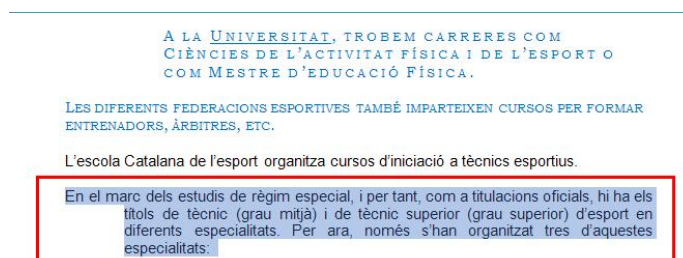 A LA UNIVERSITAT, TROBEM CARRERES COM
CIÈNCIES DE L’ACTIVITAT FÍSICA I DE L’ESPORT O
COM MESTRE D’EDUCACIÓ FÍSICA.
LES DIFERENTS FEDERACIONS ESPORTIVES TAMBÉ IMPARTEIXEN CURSOS PER FORMAR
ENTRENADORS, ÀRBITRES, ETC.
L’escola Catalana de l’esport organitza cursos d’iniciació a tècnics esportius.
En el marc dels estudis de règim especial, i per tant, com a titulacions oficials, hi ha els
títols de tècnic (grau mitjà) i de tècnic superior (grau superior) d’esport en
diferents especialitats. Per ara, només s’han organitzat tres d’aquestes
especialitats: